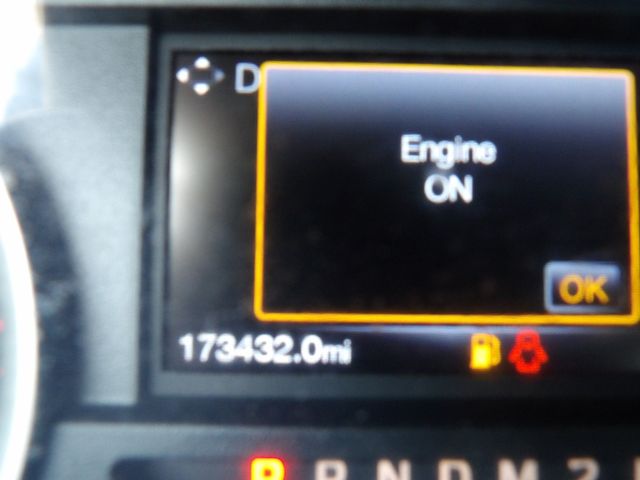 D
Engine
ON
OK
173432.0mi
P R N D M 2